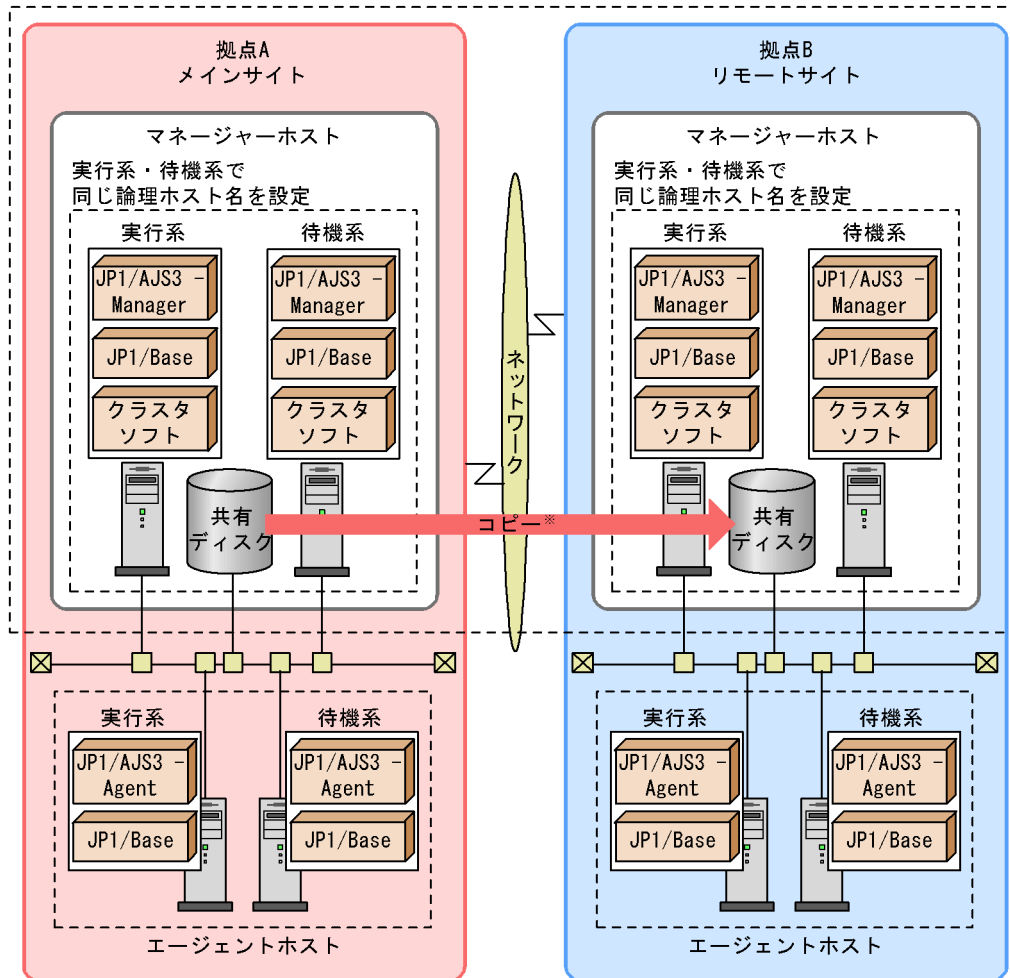 拠点A
メインサイト
マネージャーホスト
実行系・待機系で
同じ論理ホスト名を設定
実行系
待機系
JP1/AJS3 -
Manager
JP1/Base
クラスタ
ソフト
JP1/AJS3 -
Manager
JP1/Base
クラスタ
ソフト
共有
ディスク
コピー※
ネットワーク
実行系
待機系
JP1/AJS3 -
Agent
JP1/Base
JP1/AJS3 -
Agent
JP1/Base
エージェントホスト
拠点B
リモートサイト
マネージャーホスト
実行系・待機系で
同じ論理ホスト名を設定
実行系
待機系
JP1/AJS3 -
Manager
JP1/Base
クラスタ
ソフト
JP1/AJS3 -
Manager
JP1/Base
クラスタ
ソフト
共有
ディスク
実行系
待機系
JP1/AJS3 -
Agent
JP1/Base
JP1/AJS3 -
Agent
JP1/Base
エージェントホスト